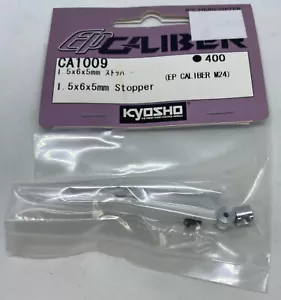 EP CALIBER
CA1009
● 400
1.5x6x5mm ストッパー
(EP CALIBER M24)
1.5x6x5mm Stopper
KYOSHO